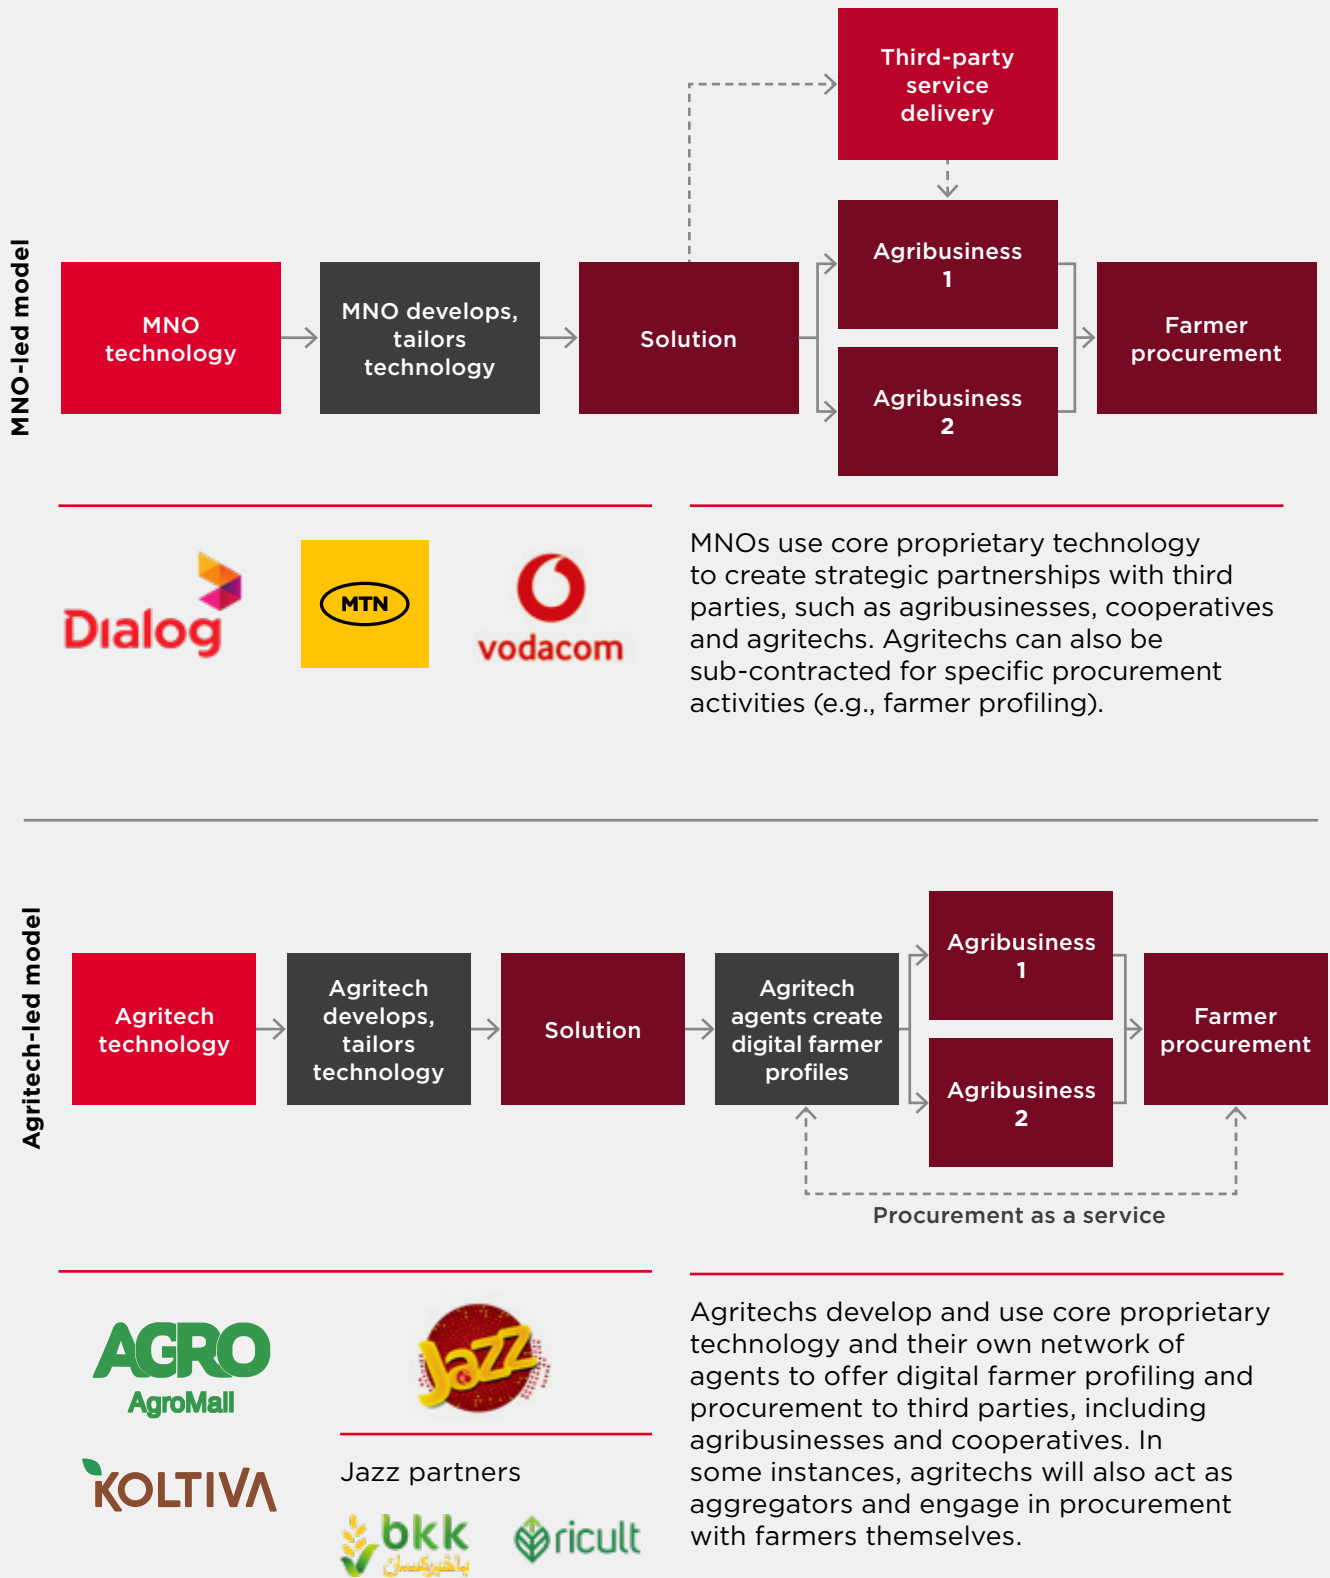 Third-party
service
delivery
MNO-led model
MNO
technology
MNO develops,
tailors
technology
Solution
Agribusiness
1
Agribusiness
2
Farmer
procurement
Dialog
MTN
vodacom
MNOs use core proprietary technology
to create strategic partnerships with third
parties, such as agribusinesses, cooperatives
and agritechs. Agritechs can also be
sub-contracted for specific procurement
activities (e.g., farmer profiling).
Agritech-led model
Agritech
technology
Agritech
develops,
tailors
technology
Solution
Agritech
agents create
digital farmer
profiles
Agribusiness
1
Agribusiness
2
Farmer
procurement
Procurement as a service
AGRO
AgroMall
Jazz
KOLTIVA
Jazz partners
bkk
باخبر کسان
ricult
Agritechs develop and use core proprietary
technology and their own network of
agents to offer digital farmer profiling and
procurement to third parties, including
agribusinesses and cooperatives. In
some instances, agritechs will also act as
aggregators and engage in procurement
with farmers themselves.